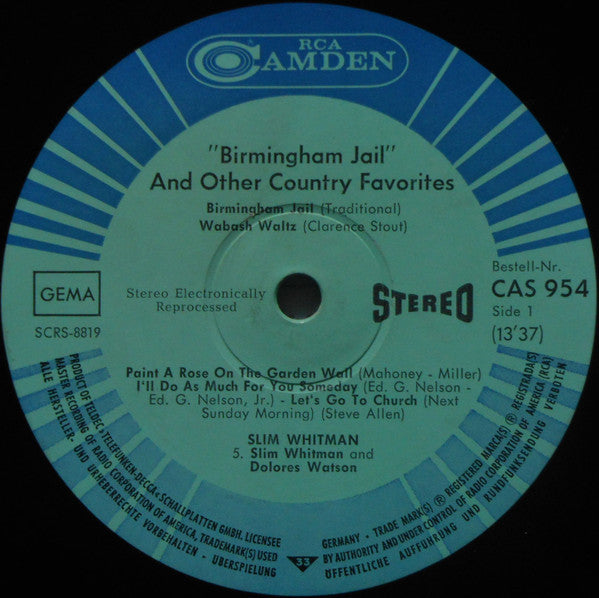 RCA
CAMDEN
"Birmingham Jail"
And Other Country Favorites
Birmingham Jail (Traditional)
Wabash Waltz (Clarence Stout)
GEMA
SCRS-8819
Stereo Electronically
Reprocessed
STEREO
Bestell-Nr.
CAS 954
Side 1
(13'37)
Paint A Rose On The Garden Wall (Mahoney - Miller)
I'll Do As Much For You Someday (Ed. G. Nelson -
Ed. G. Nelson, Jr.) - Let's Go To Church (Next
Sunday Morning) (Steve Allen)
SLIM WHITMAN
5. Slim Whitman and
Dolores Watson
PRODUCT OF TELDEC »TELEFUNKEN-DECCA« SCHALLPLATTEN GMBH. LICENSEE
MASTER RECORDING OF RADIO CORPORATION OF AMERICA, TRADEMARK(S) USED
ALLE HERSTELLER- UND URHEBERRECHTE VORBEHALTEN - ÜBERSPIELUNG
33
GERMANY - TRADE MARK(S) ® REGISTERED MARCA(S) ® REGISTRADA(S)
BY AUTHORITY AND UNDER CONTROL OF RADIO CORPORATION OF AMERICA (RCA)
ÖFFENTLICHE AUFFÜHRUNG UND RUNDFUNKSENDUNG VERBOTEN